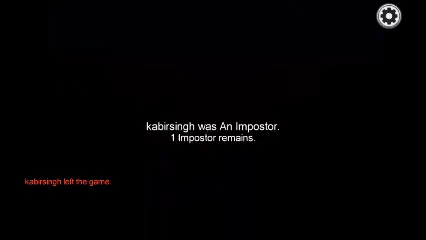 kabirsingh was An Impostor.
1 Impostor remains.
kabirsingh left the game.